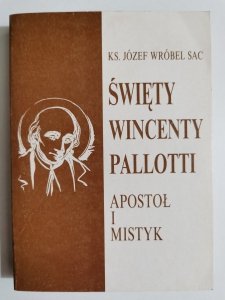 KS. JÓZEF WRÓBEL SAC
ŚWIĘTY
WINCENTY
PALLOTTI
APOSTOŁ
I
MISTYK